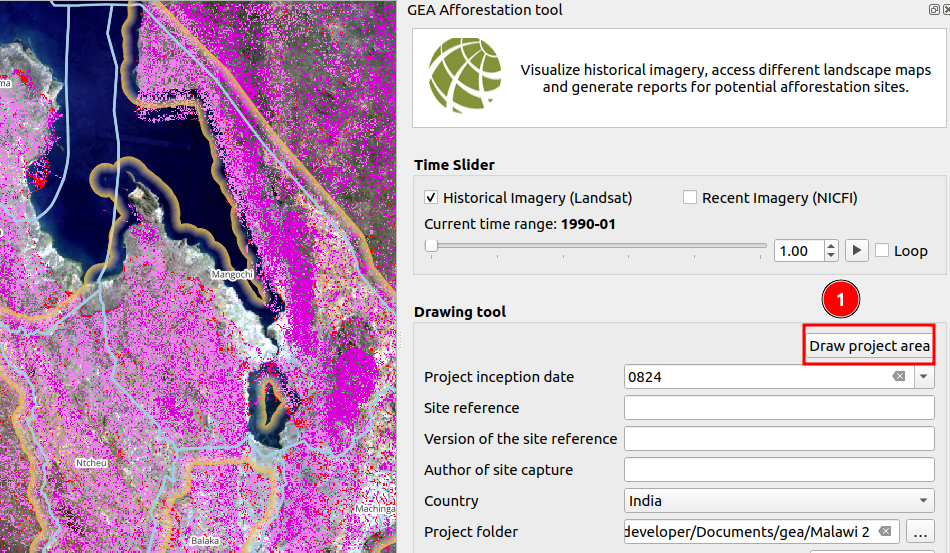 GEA Afforestation tool
Visualize historical imagery, access different landscape maps
and generate reports for potential afforestation sites.
Time Slider
Historical Imagery (Landsat)
Recent Imagery (NICFI)
Current time range: 1990-01
1.00
Loop
1
Drawing tool
Draw project area
Project inception date
0824
Site reference
Version of the site reference
Author of site capture
Country
India
Project folder
developer/Documents/gea/Malawi 2
...
ma
Mangochi
Ntcheu
Machinga
Balaka